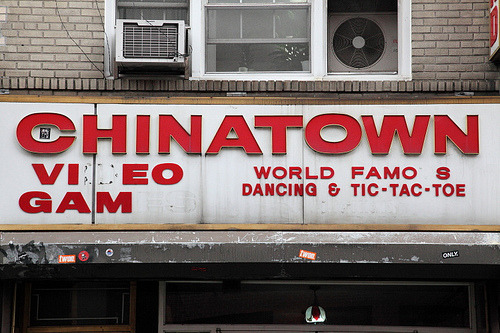 CHINATOWN
VI EO
GAM
WORLD FAMO S
DANCING & TIC-TAC-TOE
ONLY